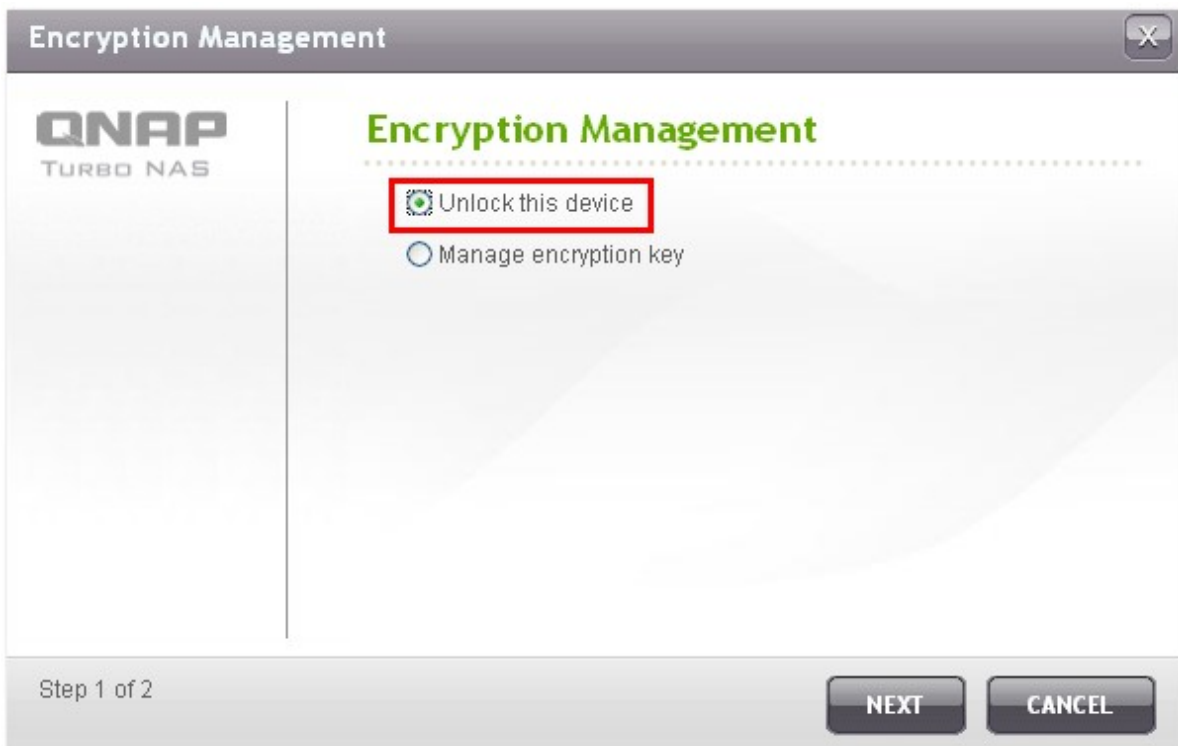 Encryption Management
X
QNAP
TURBO NAS
Encryption Management
Unlock this device
Manage encryption key
Step 1 of 2
NEXT
CANCEL